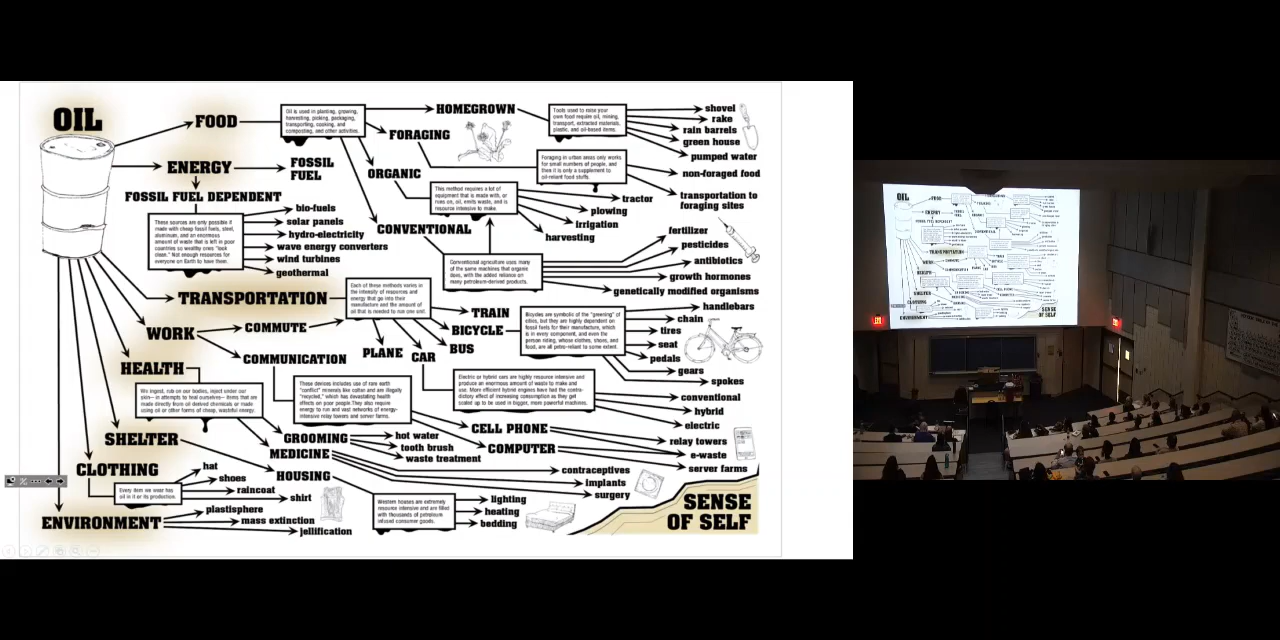 OIL
FOOD
Oil is used in planting, growing,
harvesting, picking, packaging,
transporting, cooking, and
composting, and other activities.
HOMEGROWN
Tools used to raise your
own food require oil, mining,
transport, extracted materials,
plastic, and oil-based items.
shovel
rake
rain barrels
green house
pumped water
FORAGING
Foraging in urban areas only works
for small numbers of people, and
then it is only a supplement to
oil-reliant food stuffs.
non-foraged food
transportation to
foraging sites
ORGANIC
This method requires a lot of
equipment that is made with, or
runs on, oil, emits waste, and is
resource intensive to make.
tractor
plowing
irrigation
harvesting
CONVENTIONAL
Conventional agriculture uses many
of the same machines that organic
does, with the added reliance on
many petroleum-derived products.
fertilizer
pesticides
antibiotics
growth hormones
genetically modified organisms
ENERGY
FOSSIL
FUEL
FOSSIL FUEL DEPENDENT
These sources are only possible if
made with cheap fossil fuels, steel,
aluminum, and an enormous
amount of waste that is left in poor
countries so wealthy ones "look
clean." Not enough resources for
everyone on Earth to have them.
bio-fuels
solar panels
hydro-electricity
wave energy converters
wind turbines
geothermal
TRANSPORTATION
Each of these methods varies in
the intensity of resources and
energy that go into their
manufacture and the amount of
oil that is needed to run one unit.
TRAIN
BICYCLE
BUS
CAR
PLANE
Bicycles are symbolic of the "greening" of
cities, but they are highly dependent on
fossil fuels for their manufacture, which
is in every component, and even the
person riding, whose clothes, shoes, and
food, are all petro-reliant to some extent.
handlebars
chain
tires
seat
pedals
gears
spokes
Electric or hybrid cars are highly resource intensive and
produce an enormous amount of waste to make and
use. More efficient hybrid engines have had the contra-
dictory effect of increasing consumption as they get
scaled up to be used in bigger, more powerful machines.
conventional
hybrid
electric
WORK
COMMUTE
COMMUNICATION
These devices includes use of rare earth
"conflict" minerals like coltan and are illegally
"recycled," which has devastating health
effects on poor people. They also require
energy to run and vast networks of energy-
intensive relay towers and server farms.
CELL PHONE
COMPUTER
relay towers
e-waste
server farms
HEALTH
We ingest, rub on our bodies, inject under our
skin—in attempts to heal ourselves—items that are
made directly from oil-derived chemicals or made
using oil or other forms of cheap, wasteful energy.
GROOMING
hot water
tooth brush
waste treatment
MEDICINE
contraceptives
implants
surgery
SHELTER
HOUSING
Western houses are extremely
resource intensive and are filled
with thousands of petroleum
infused consumer goods.
lighting
heating
bedding
CLOTHING
Every item we wear has
oil in it or its production.
hat
shoes
raincoat
shirt
ENVIRONMENT
plastisphere
mass extinction
jellification
SENSE
OF SELF
OIL
FOOD
ENERGY
TRANSPORTATION
WORK
HEALTH
SHELTER
CLOTHING
ENVIRONMENT
SENSE
OF SELF
EXIT
EXIT